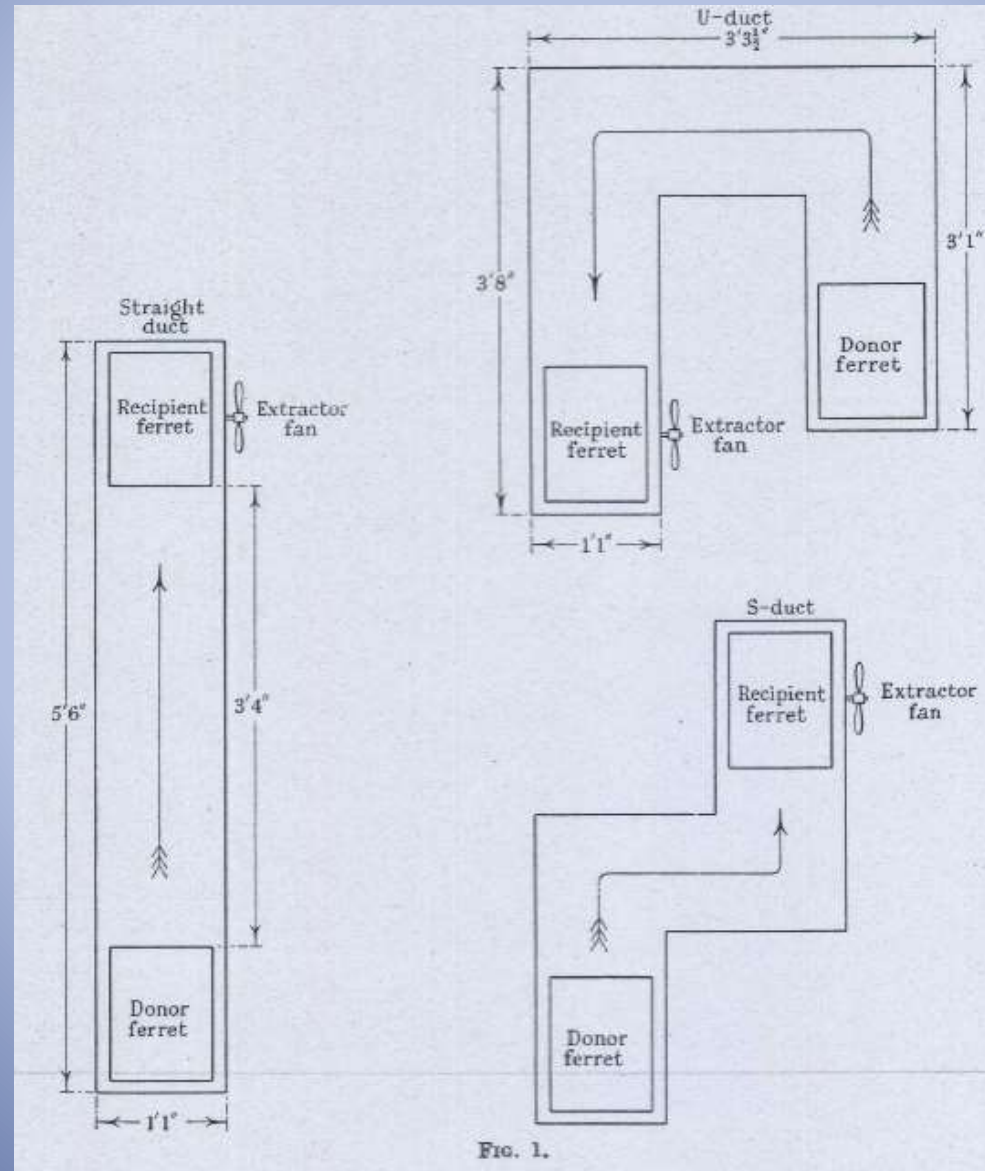 U-duct
3'3½"
3'8"
3'1"
Donor
ferret
Recipient
ferret
Extractor
fan
1'1"
Straight
duct
Recipient
ferret
Extractor
fan
5'6"
3'4"
Donor
ferret
1'1"
S-duct
Recipient
ferret
Extractor
fan
Donor
ferret
Fig. 1.